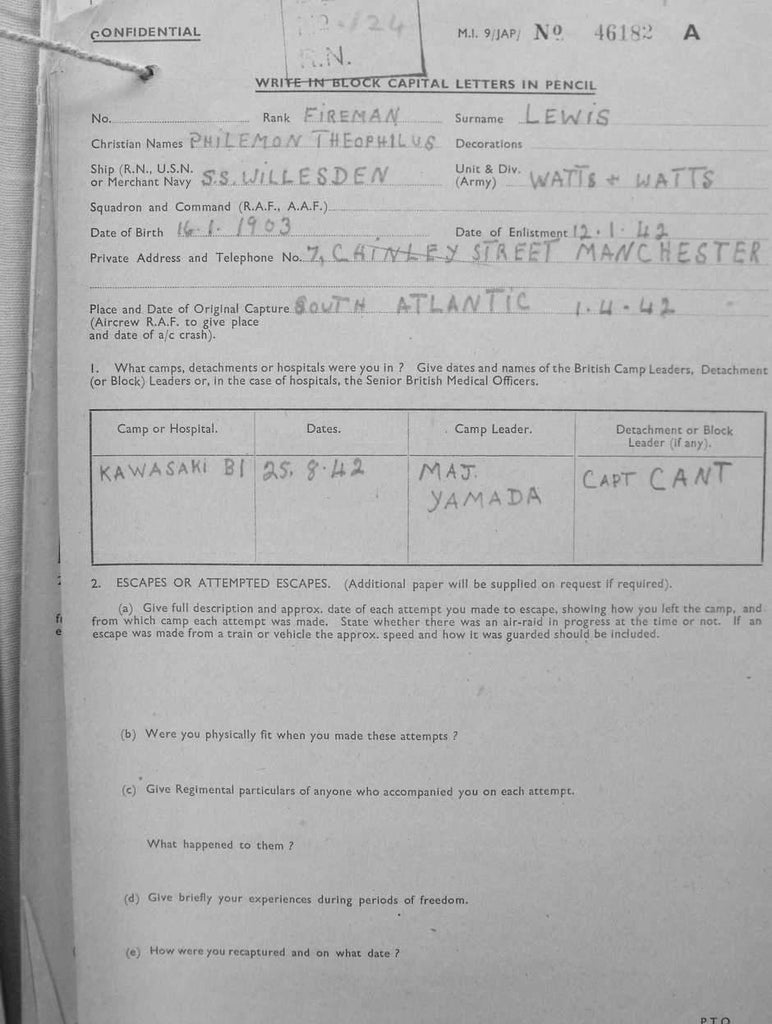 CONFIDENTIAL
R.N.
M.I. 9/JAP/ No 46182 A
WRITE IN BLOCK CAPITAL LETTERS IN PENCIL
No. Rank FIREMAN Surname LEWIS
Christian Names PHILEMON THEOPHILUS Decorations
Ship (R.N., U.S.N. or Merchant Navy S.S. WILLESDEN Unit & Div. (Army) WATTS + WATTS
Squadron and Command (R.A.F., A.A.F.)
Date of Birth 16.1.1903 Date of Enlistment 12.1.42
Private Address and Telephone No. 7, CHINLEY STREET MANCHESTER
Place and Date of Original Capture SOUTH ATLANTIC 1.4.42
(Aircrew R.A.F. to give place
and date of a/c crash).
1. What camps, detachments or hospitals were you in ? Give dates and names of the British Camp Leaders, Detachment
(or Block) Leaders or, in the case of hospitals, the Senior British Medical Officers.
Camp or Hospital. Dates. Camp Leader. Detachment or Block Leader (if any).
KAWASAKI B1 25.8.42 MAJ. YAMADA CAPT CANT
2. ESCAPES OR ATTEMPTED ESCAPES. (Additional paper will be supplied on request if required).
(a) Give full description and approx. date of each attempt you made to escape, showing how you left the camp, and
from which camp each attempt was made. State whether there was an air-raid in progress at the time or not. If an
escape was made from a train or vehicle the approx. speed and how it was guarded should be included.
(b) Were you physically fit when you made these attempts ?
(c) Give Regimental particulars of anyone who accompanied you on each attempt.
What happened to them ?
(d) Give briefly your experiences during periods of freedom.
(e) How were you recaptured and on what date ?
PTO